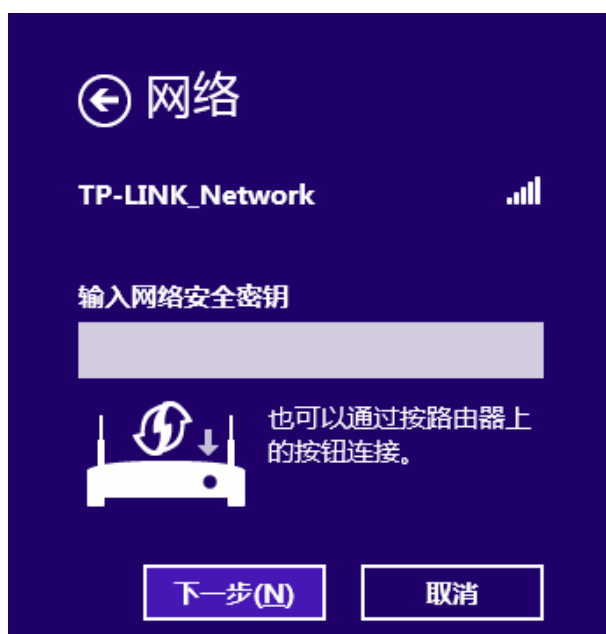 网络
TP-LINK_Network
输入网络安全密钥
也可以通过按路由器上
的按钮连接。
下一步(N)
取消